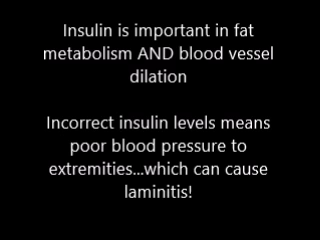 Insulin is important in fat
metabolism AND blood vessel
dilation
Incorrect insulin levels means
poor blood pressure to
extremities...which can cause
laminitis!